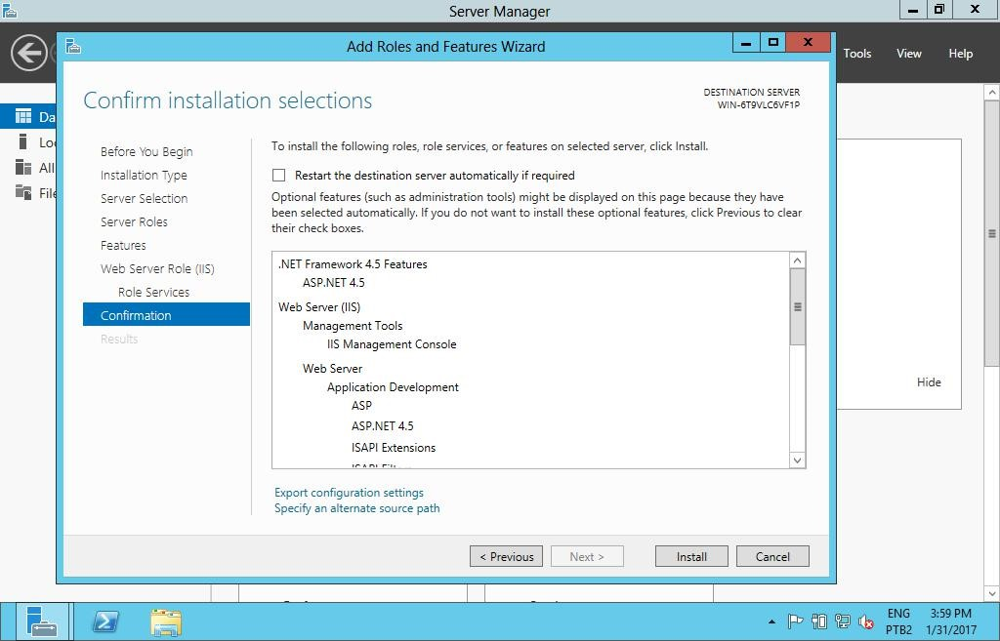 Server Manager
Add Roles and Features Wizard
Tools View Help
Confirm installation selections
DESTINATION SERVER
WIN-6T9VLC6VF1P
Da
Loc
All
File
Before You Begin
Installation Type
Server Selection
Server Roles
Features
Web Server Role (IIS)
Role Services
Confirmation
Results
To install the following roles, role services, or features on selected server, click Install.
Restart the destination server automatically if required
Optional features (such as administration tools) might be displayed on this page because they have
been selected automatically. If you do not want to install these optional features, click Previous to clear
their check boxes.
.NET Framework 4.5 Features
ASP.NET 4.5
Web Server (IIS)
Management Tools
IIS Management Console
Web Server
Application Development
ASP
ASP.NET 4.5
ISAPI Extensions
Export configuration settings
Specify an alternate source path
Hide
< Previous Next > Install Cancel
ENG 3:59 PM
PTB2 1/31/2017